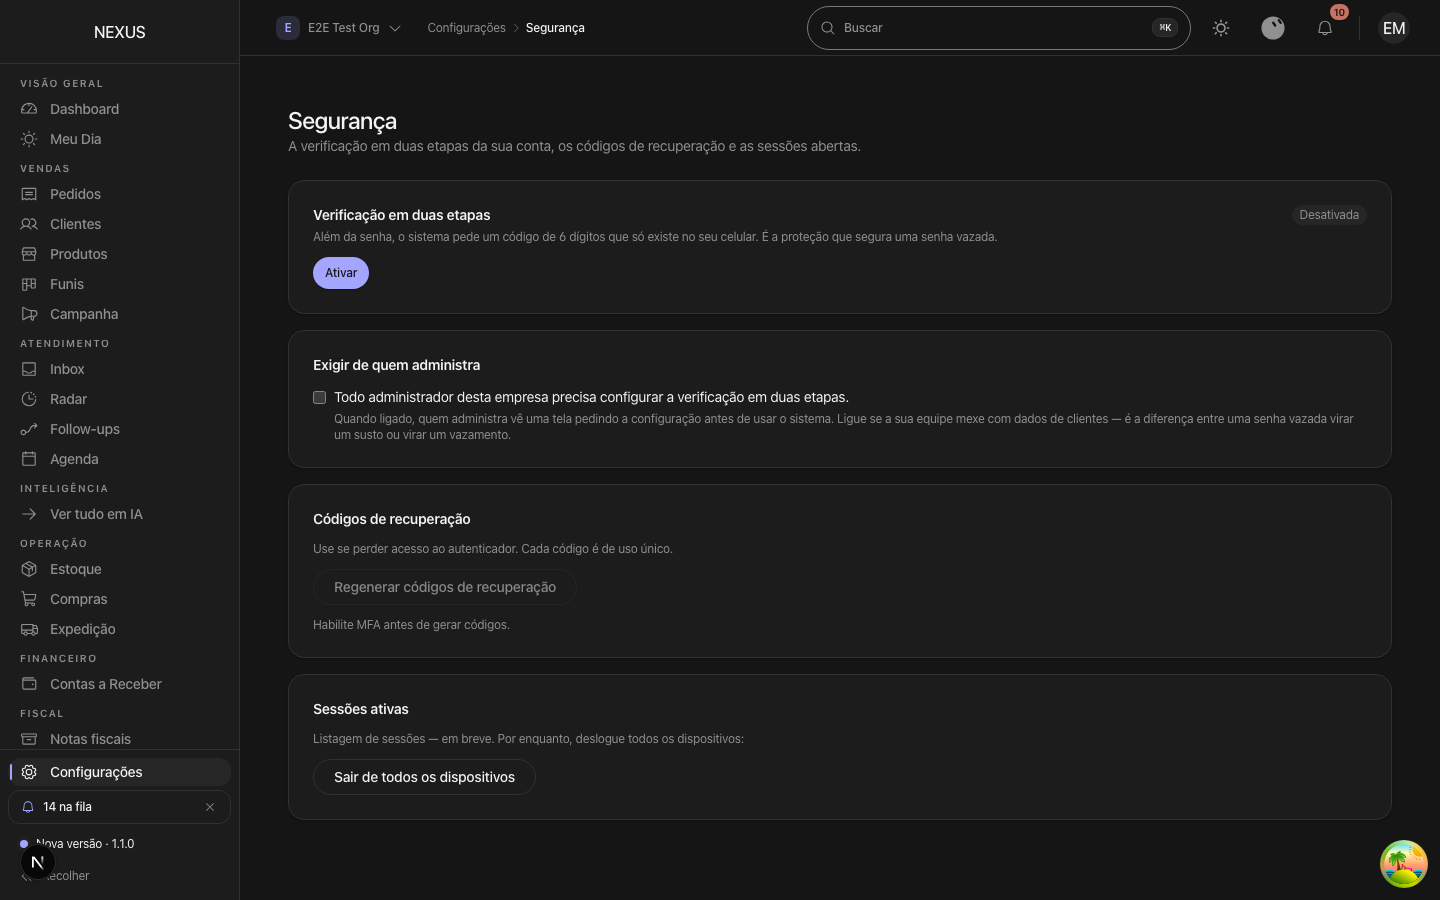 NEXUS
E
E2E Test Org
Configurações
Segurança
Buscar
⌘K
10
EM
VISÃO GERAL
Dashboard
Meu Dia
VENDAS
Pedidos
Clientes
Produtos
Funis
Campanha
ATENDIMENTO
Inbox
Radar
Follow-ups
Agenda
INTELIGÊNCIA
Ver tudo em IA
OPERAÇÃO
Estoque
Compras
Expedição
FINANCEIRO
Contas a Receber
FISCAL
Notas fiscais
Configurações
14 na fila
Nova versão · 1.1.0
N
Recolher
Segurança
A verificação em duas etapas da sua conta, os códigos de recuperação e as sessões abertas.
Verificação em duas etapas
Desativada
Além da senha, o sistema pede um código de 6 dígitos que só existe no seu celular. É a proteção que segura uma senha vazada.
Ativar
Exigir de quem administra
Todo administrador desta empresa precisa configurar a verificação em duas etapas.
Quando ligado, quem administra vê uma tela pedindo a configuração antes de usar o sistema. Ligue se a sua equipe mexe com dados de clientes — é a diferença entre uma senha vazada virar
um susto ou virar um vazamento.
Códigos de recuperação
Use se perder acesso ao autenticador. Cada código é de uso único.
Regenerar códigos de recuperação
Habilite MFA antes de gerar códigos.
Sessões ativas
Listagem de sessões — em breve. Por enquanto, deslogue todos os dispositivos:
Sair de todos os dispositivos